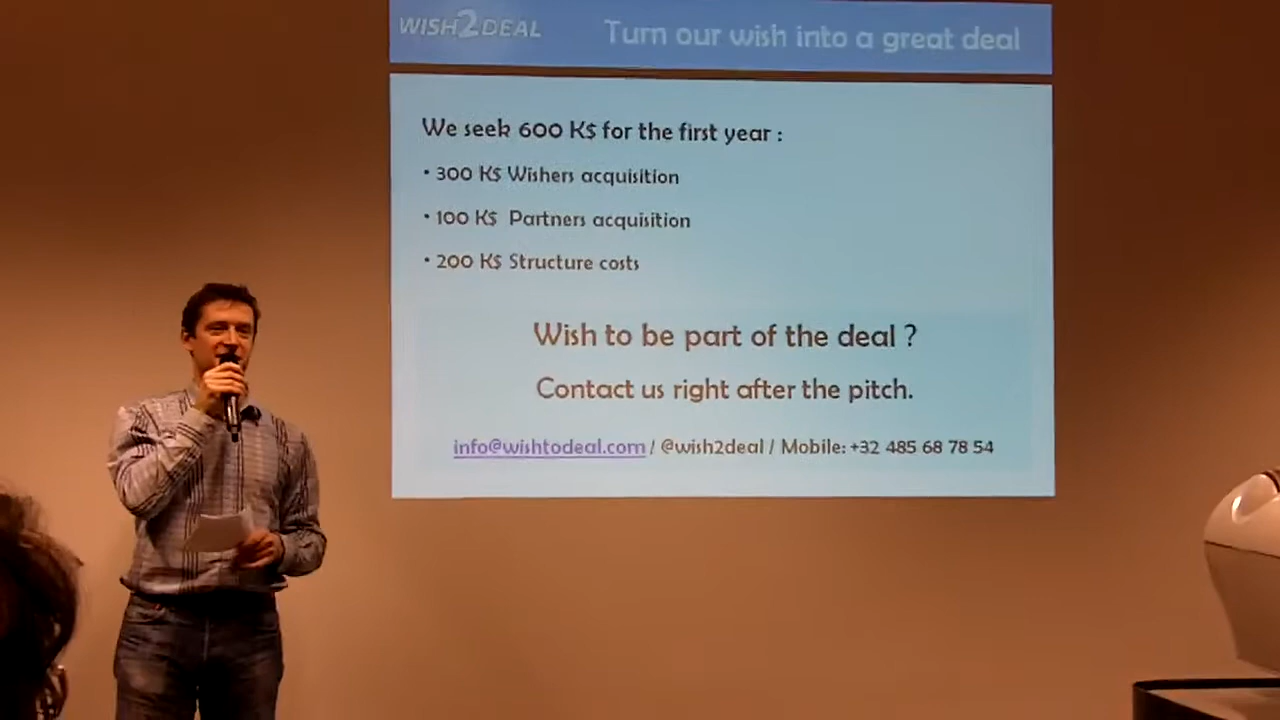 WISH2DEAL
Turn our wish into a great deal
We seek 600 K$ for the first year :
• 300 K$ Wishers acquisition
• 100 K$ Partners acquisition
• 200 K$ Structure costs
Wish to be part of the deal ?
Contact us right after the pitch.
info@wishtodeal.com / @wish2deal / Mobile: +32 485 68 78 54